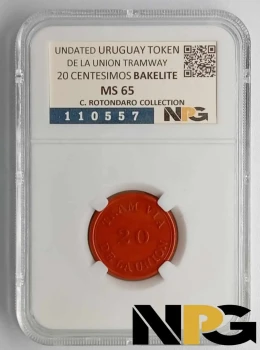 UNDATED URUGUAY TOKEN
DE LA UNION TRAMWAY
20 CENTESIMOS BAKELITE
MS 65
C. ROTONDARO COLLECTION
110557
NPG
20
NPG